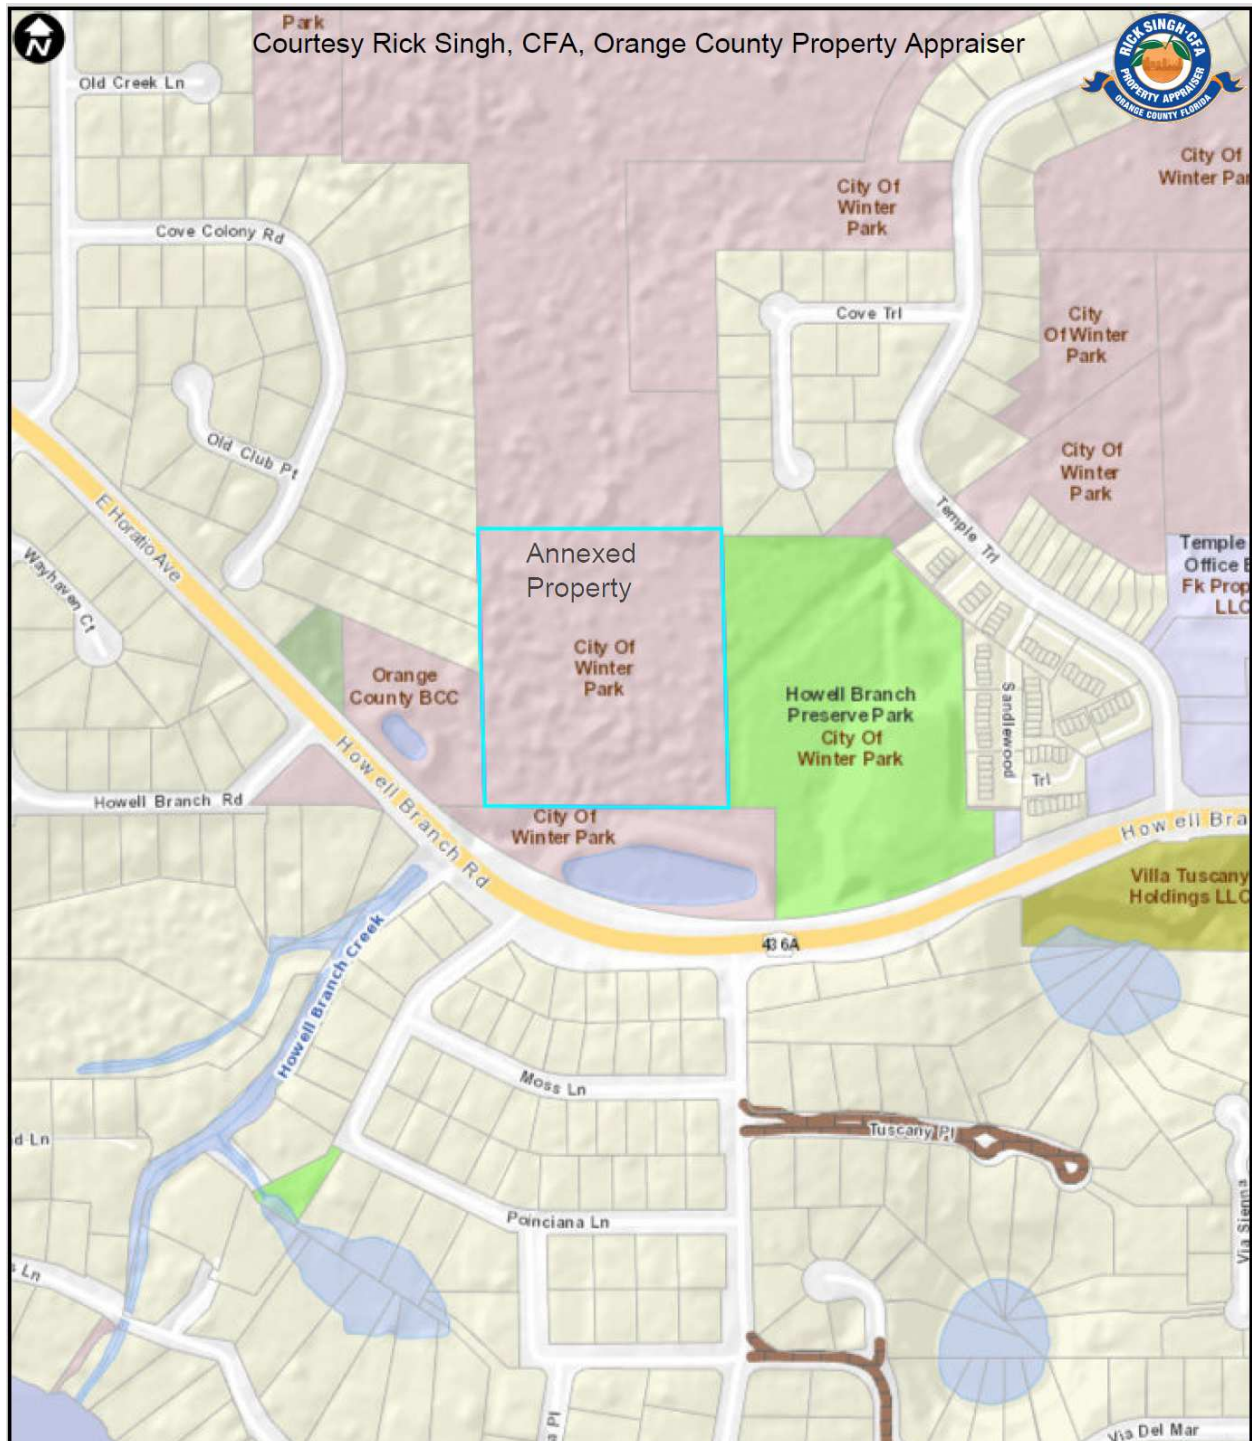 N
Park
Courtesy Rick Singh, CFA, Orange County Property Appraiser
RICK SINGH·CFA
PROPERTY APPRAISER
ORANGE COUNTY FLORIDA
Old Creek Ln
City Of
Winter Par
City Of
Winter
Park
Cove Colony Rd
Cove Trl
City
Of Winter
Park
Old Club Pt
City Of
Winter
Park
E Horatio Ave
Temple Trl
Wayhaven Ct
Annexed
Property
Temple
Office
Fk Prop
LLC
City Of
Winter
Park
Orange
County BCC
Howell Branch
Preserve Park
City Of
Winter Park
Sandlewood
Trl
Howell Branch Rd
Howell Branch Rd
City Of
Winter Park
Howell Bra
Villa Tuscany
Holdings LLC
436A
Howell Branch Creek
Moss Ln
Tuscany Pl
d Ln
Poinciana Ln
Via Sienna
s Ln
a Pl
Via Del Mar